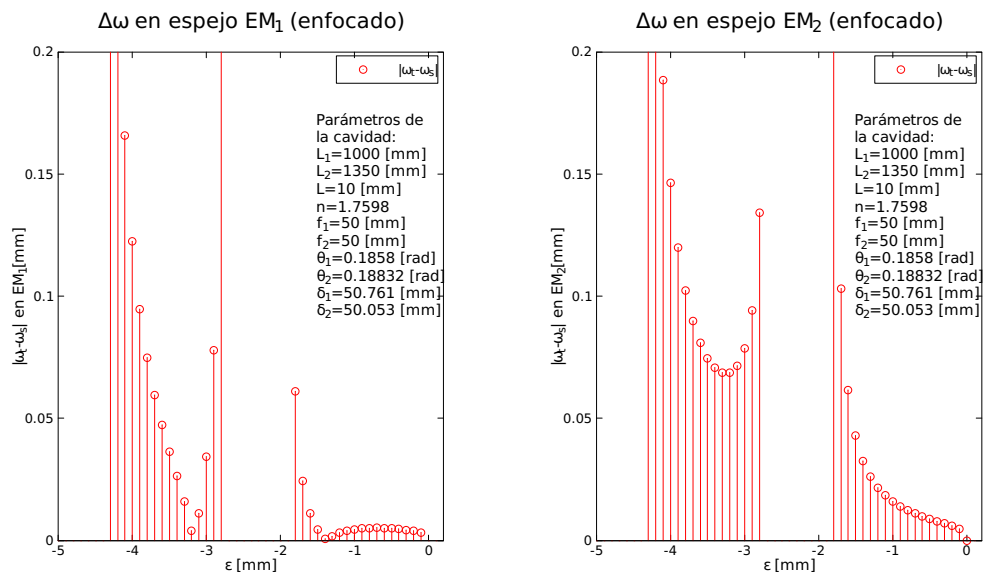 Δω en espejo EM₁ (enfocado)
|ωₜ-ωₛ| en EM₁[mm]
0.2
0.15
0.1
0.05
0
|ωₜ-ωₛ|
Parámetros de
la cavidad:
L₁=1000 [mm]
L₂=1350 [mm]
L=10 [mm]
n=1.7598
f₁=50 [mm]
f₂=50 [mm]
θ₁=0.1858 [rad]
θ₂=0.18832 [rad]
δ₁=50.761 [mm]
δ₂=50.053 [mm]
-5 -4 -3 -2 -1 0
ε [mm]
Δω en espejo EM₂ (enfocado)
|ωₜ-ωₛ| en EM₂[mm]
0.2
0.15
0.1
0.05
0
|ωₜ-ωₛ|
Parámetros de
la cavidad:
L₁=1000 [mm]
L₂=1350 [mm]
L=10 [mm]
n=1.7598
f₁=50 [mm]
f₂=50 [mm]
θ₁=0.1858 [rad]
θ₂=0.18832 [rad]
δ₁=50.761 [mm]
δ₂=50.053 [mm]
-5 -4 -3 -2 -1 0
ε [mm]